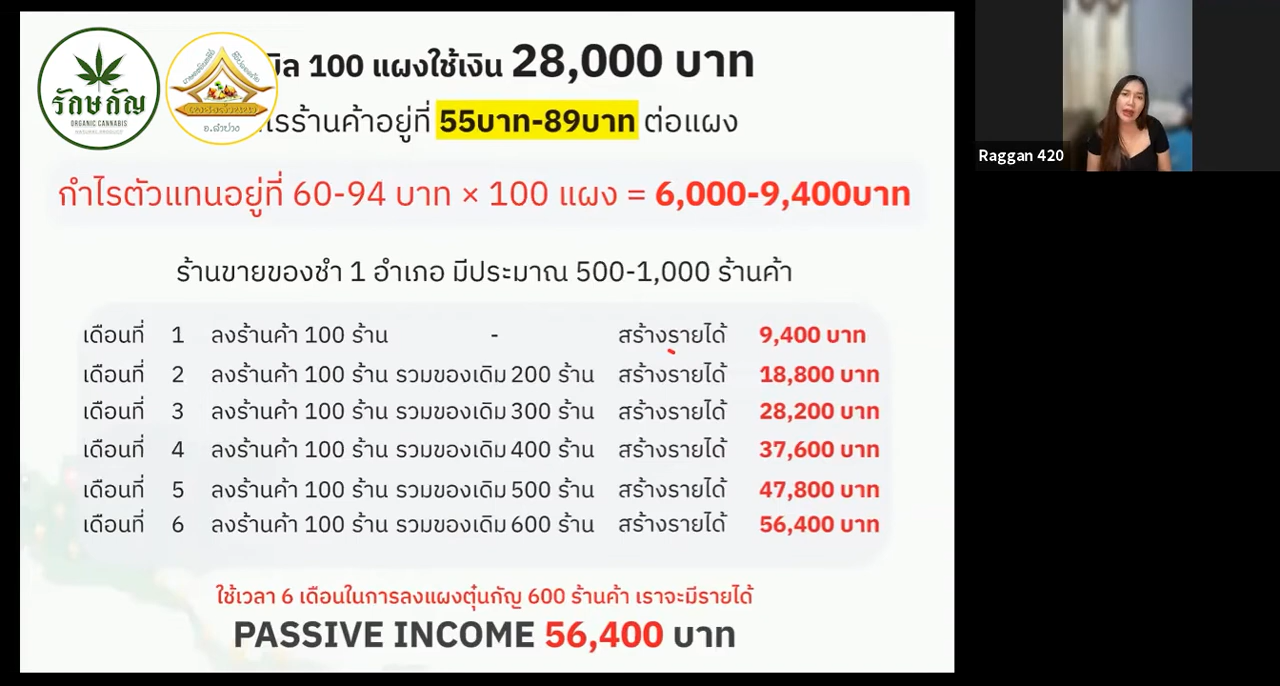 รักษกัญ
ORGANIC CANNABIS
NATURAL PRODUCT
อ.ลำปาง
บิล 100 แผงใช้เงิน 28,000 บาท
ไรร้านค้าอยู่ที่ 55บาท-89บาท ต่อแผง
กำไรตัวแทนอยู่ที่ 60-94 บาท × 100 แผง = 6,000-9,400บาท
ร้านขายของชำ 1 อำเภอ มีประมาณ 500-1,000 ร้านค้า
เดือนที่ 1 ลงร้านค้า 100 ร้าน - สร้างรายได้ 9,400 บาท
เดือนที่ 2 ลงร้านค้า 100 ร้าน รวมของเดิม 200 ร้าน สร้างรายได้ 18,800 บาท
เดือนที่ 3 ลงร้านค้า 100 ร้าน รวมของเดิม 300 ร้าน สร้างรายได้ 28,200 บาท
เดือนที่ 4 ลงร้านค้า 100 ร้าน รวมของเดิม 400 ร้าน สร้างรายได้ 37,600 บาท
เดือนที่ 5 ลงร้านค้า 100 ร้าน รวมของเดิม 500 ร้าน สร้างรายได้ 47,800 บาท
เดือนที่ 6 ลงร้านค้า 100 ร้าน รวมของเดิม 600 ร้าน สร้างรายได้ 56,400 บาท
ใช้เวลา 6 เดือนในการลงแผงตุ๋นกัญ 600 ร้านค้า เราจะมีรายได้
PASSIVE INCOME 56,400 บาท
Raggan 420